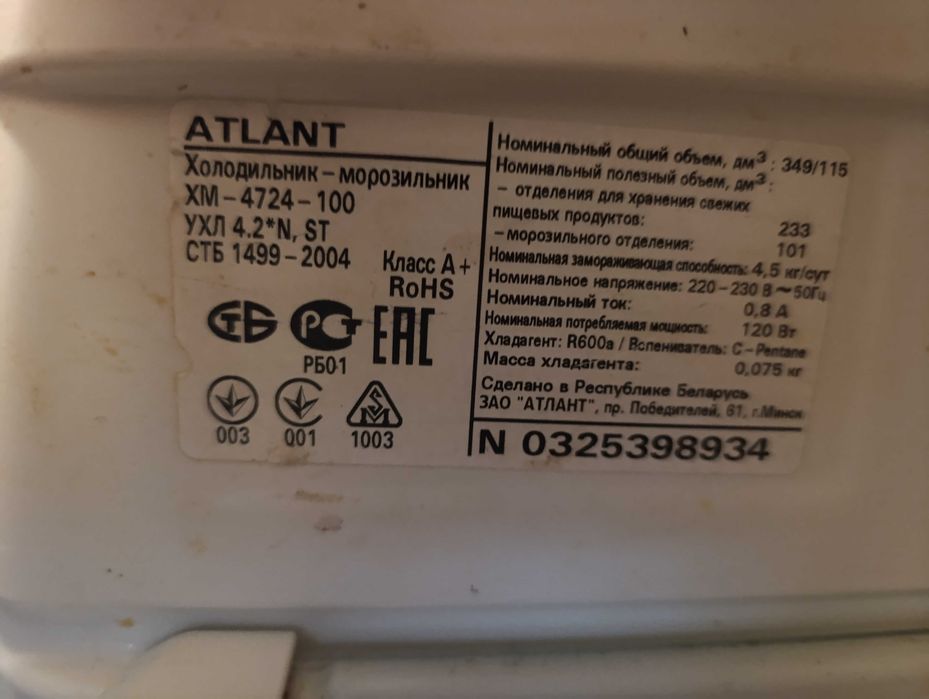 ATLANT
Холодильник-морозильник
ХМ-4724-100
УХЛ 4.2*N, ST
СТБ 1499-2004
Класс А+
RoHS
СТБ
РСТ
EAC
РБ01
003
001
1003
Номинальный общий объем, дм³: 349/115
Номинальный полезный объем, дм³:
- отделения для хранения свежих
пищевых продуктов: 233
-морозильного отделения: 101
Номинальная замораживающая способность: 4,5 кг/сут
Номинальное напряжение: 220-230 В ~ 50Гц
Номинальный ток: 0,8 А
Номинальная потребляемая мощность: 120 Вт
Хладагент: R600a / Вспениватель: C-Pentane
Масса хладагента: 0,075 кг
Сделано в Республике Беларусь
ЗАО "АТЛАНТ", пр. Победителей, 61, г.Минск
N 0325398934